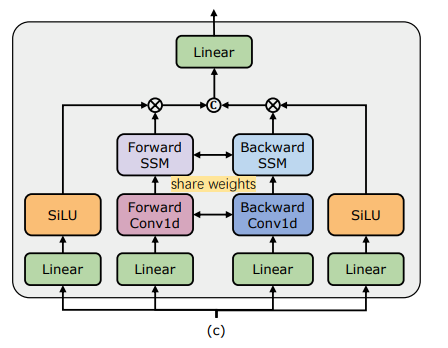 Linear
C
Forward
SSM
Backward
SSM
share weights
SiLU
Forward
Conv1d
Backward
Conv1d
SiLU
Linear
Linear
Linear
Linear
(c)